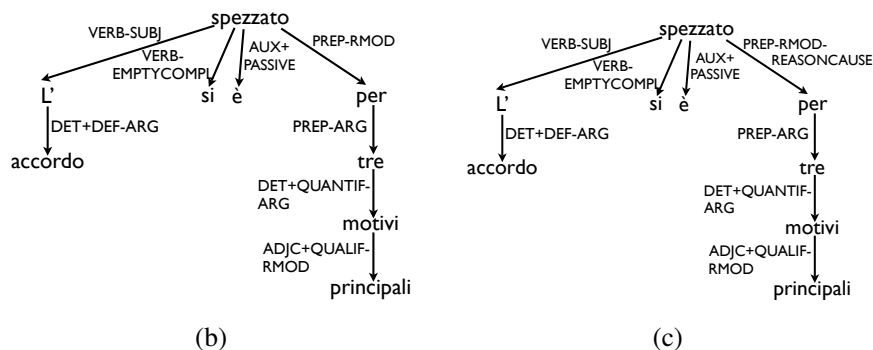 spezzato
VERB-SUBJ
VERB-
EMPTYCOMPL
AUX+
PASSIVE
PREP-RMOD
L'
si
è
per
DET+DEF-ARG
PREP-ARG
accordo
tre
DET+QUANTIF-
ARG
motivi
ADJC+QUALIF-
RMOD
principali
(b)
spezzato
VERB-SUBJ
VERB-
EMPTYCOMPL
AUX+
PASSIVE
PREP-RMOD-
REASONCAUSE
L'
si
è
per
DET+DEF-ARG
PREP-ARG
accordo
tre
DET+QUANTIF-
ARG
motivi
ADJC+QUALIF-
RMOD
principali
(c)